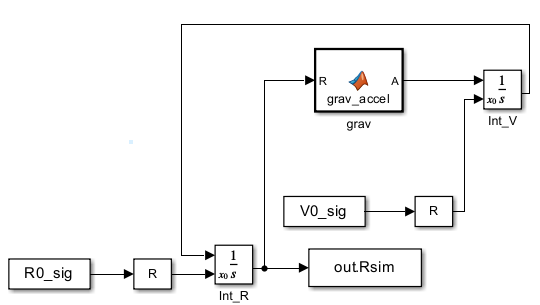 R
A
grav_accel
grav
1
x₀ s
Int_V
V0_sig
R
R0_sig
R
1
x₀ s
Int_R
out.Rsim